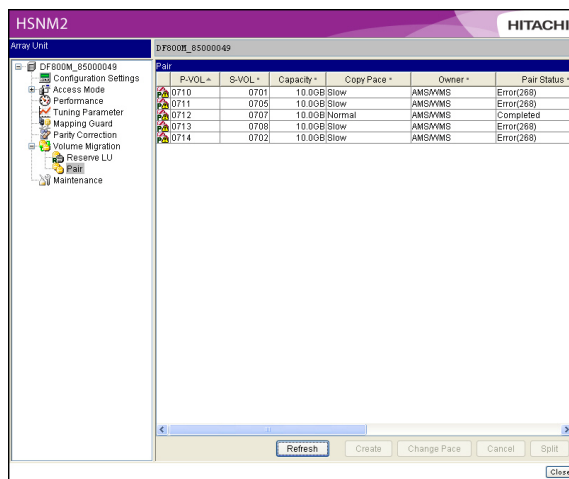 HSNM2
HITACHI
Array Unit
DF800M_85000049
DF800M_85000049
Configuration Settings
Access Mode
Performance
Tuning Parameter
Mapping Guard
Parity Correction
Volume Migration
Reserve LU
Pair
Maintenance
Pair
P-VOL S-VOL Capacity Copy Pace Owner Pair Status
0710 0701 10.0GB Slow AMS/WMS Error(268)
0711 0705 10.0GB Slow AMS/WMS Error(268)
0712 0707 10.0GB Normal AMS/WMS Completed
0713 0708 10.0GB Slow AMS/WMS Error(268)
0714 0702 10.0GB Slow AMS/WMS Error(268)
Refresh Create Change Pace Cancel Split
Close